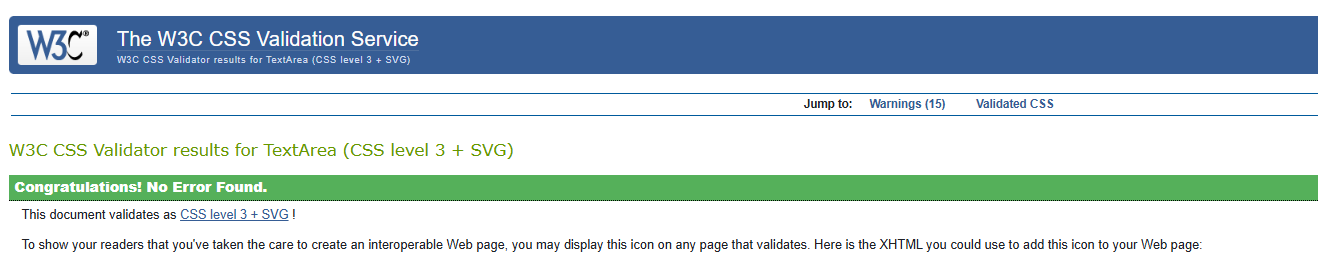 W3C®
The W3C CSS Validation Service
W3C CSS Validator results for TextArea (CSS level 3 + SVG)
Jump to: Warnings (15) Validated CSS
W3C CSS Validator results for TextArea (CSS level 3 + SVG)
Congratulations! No Error Found.
This document validates as CSS level 3 + SVG !
To show your readers that you've taken the care to create an interoperable Web page, you may display this icon on any page that validates. Here is the XHTML you could use to add this icon to your Web page: